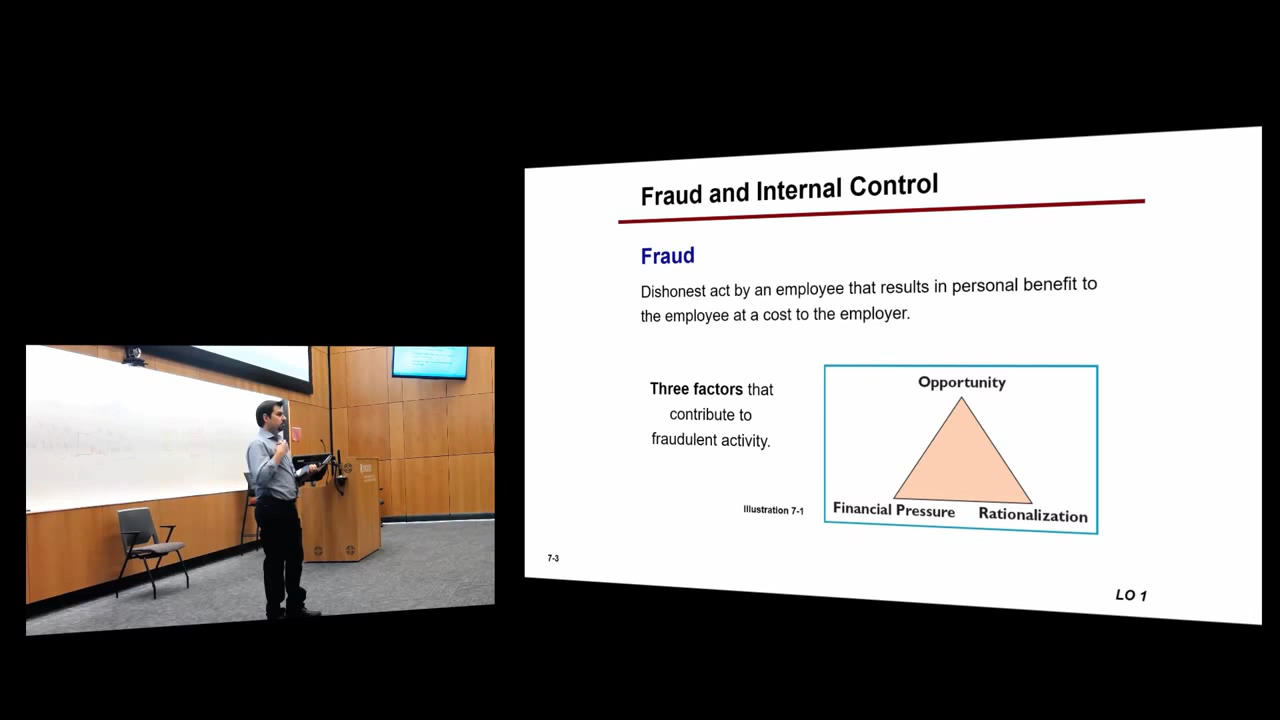 Fraud and Internal Control
Fraud
Dishonest act by an employee that results in personal benefit to
the employee at a cost to the employer.
Three factors that
contribute to
fraudulent activity.
Opportunity
Financial Pressure
Rationalization
Illustration 7-1
7-3
LO 1